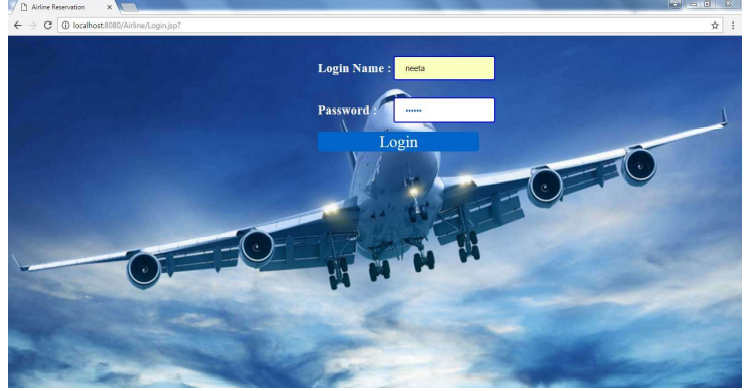 Airline Reservation
localhost:8080/Airline/Login.jsp?
Login Name : neeta
Password : ••••••
Login